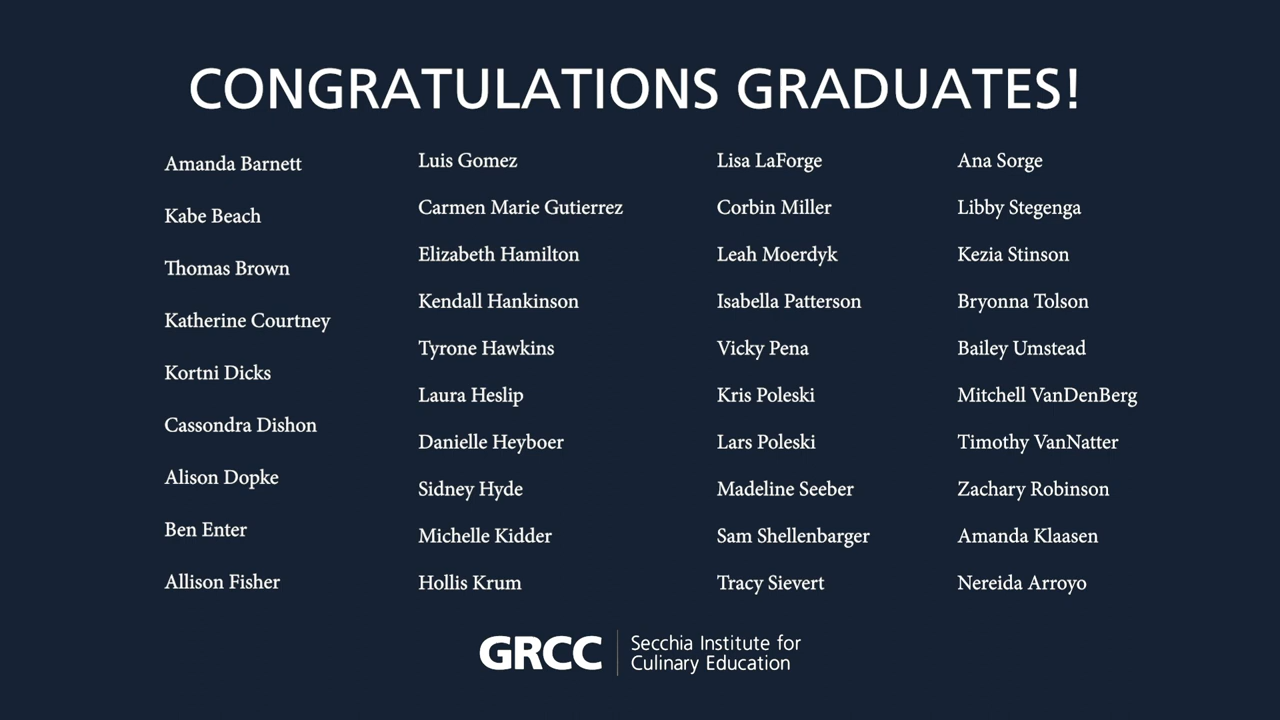 CONGRATULATIONS GRADUATES!
Amanda Barnett
Kabe Beach
Thomas Brown
Katherine Courtney
Kortni Dicks
Cassondra Dishon
Alison Dopke
Ben Enter
Allison Fisher
Luis Gomez
Carmen Marie Gutierrez
Elizabeth Hamilton
Kendall Hankinson
Tyrone Hawkins
Laura Heslip
Danielle Heyboer
Sidney Hyde
Michelle Kidder
Hollis Krum
Lisa LaForge
Corbin Miller
Leah Moerdyk
Isabella Patterson
Vicky Pena
Kris Poleski
Lars Poleski
Madeline Seeber
Sam Shellenbarger
Tracy Sievert
Ana Sorge
Libby Stegenga
Kezia Stinson
Bryonna Tolson
Bailey Umstead
Mitchell VanDenBerg
Timothy VanNatter
Zachary Robinson
Amanda Klaasen
Nereida Arroyo
GRCC
Secchia Institute for
Culinary Education